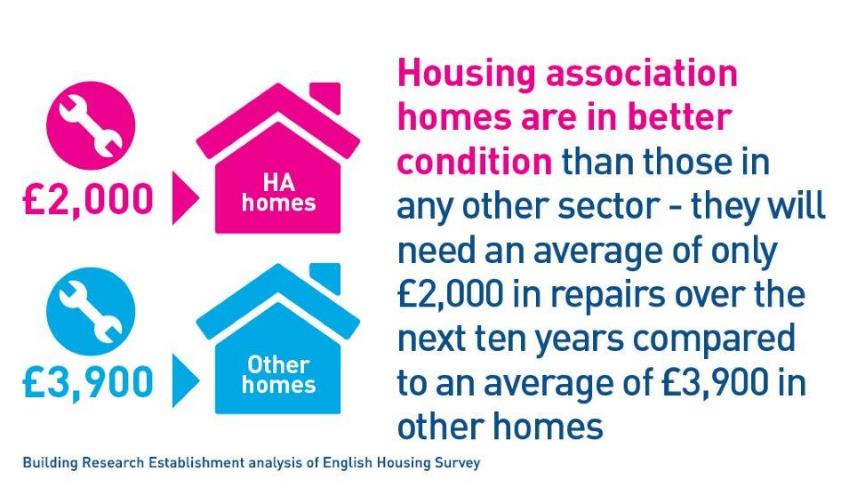 £2,000
HA
homes
£3,900
Other
homes
Housing association
homes are in better
condition than those in
any other sector - they will
need an average of only
£2,000 in repairs over the
next ten years compared
to an average of £3,900 in
other homes
Building Research Establishment analysis of English Housing Survey